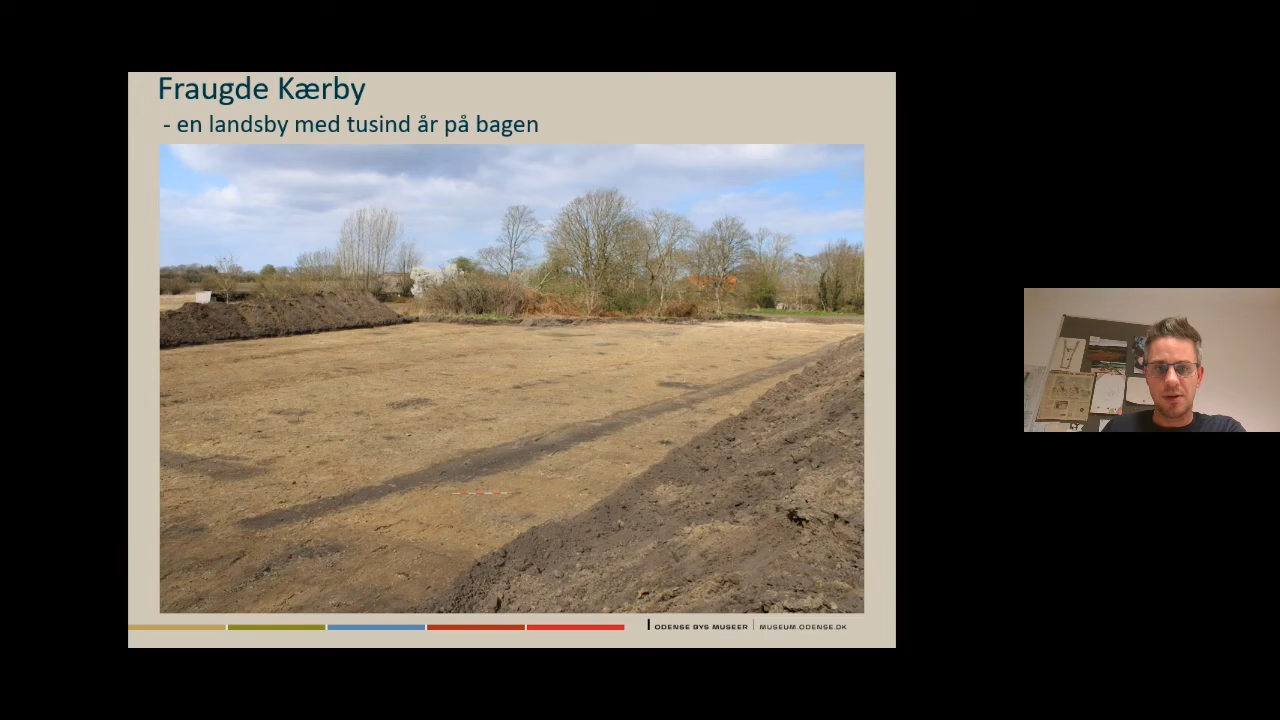 Fraugde Kærby
- en landsby med tusind år på bagen
ODENSE BYS MUSEER | MUSEUM.ODENSE.DK